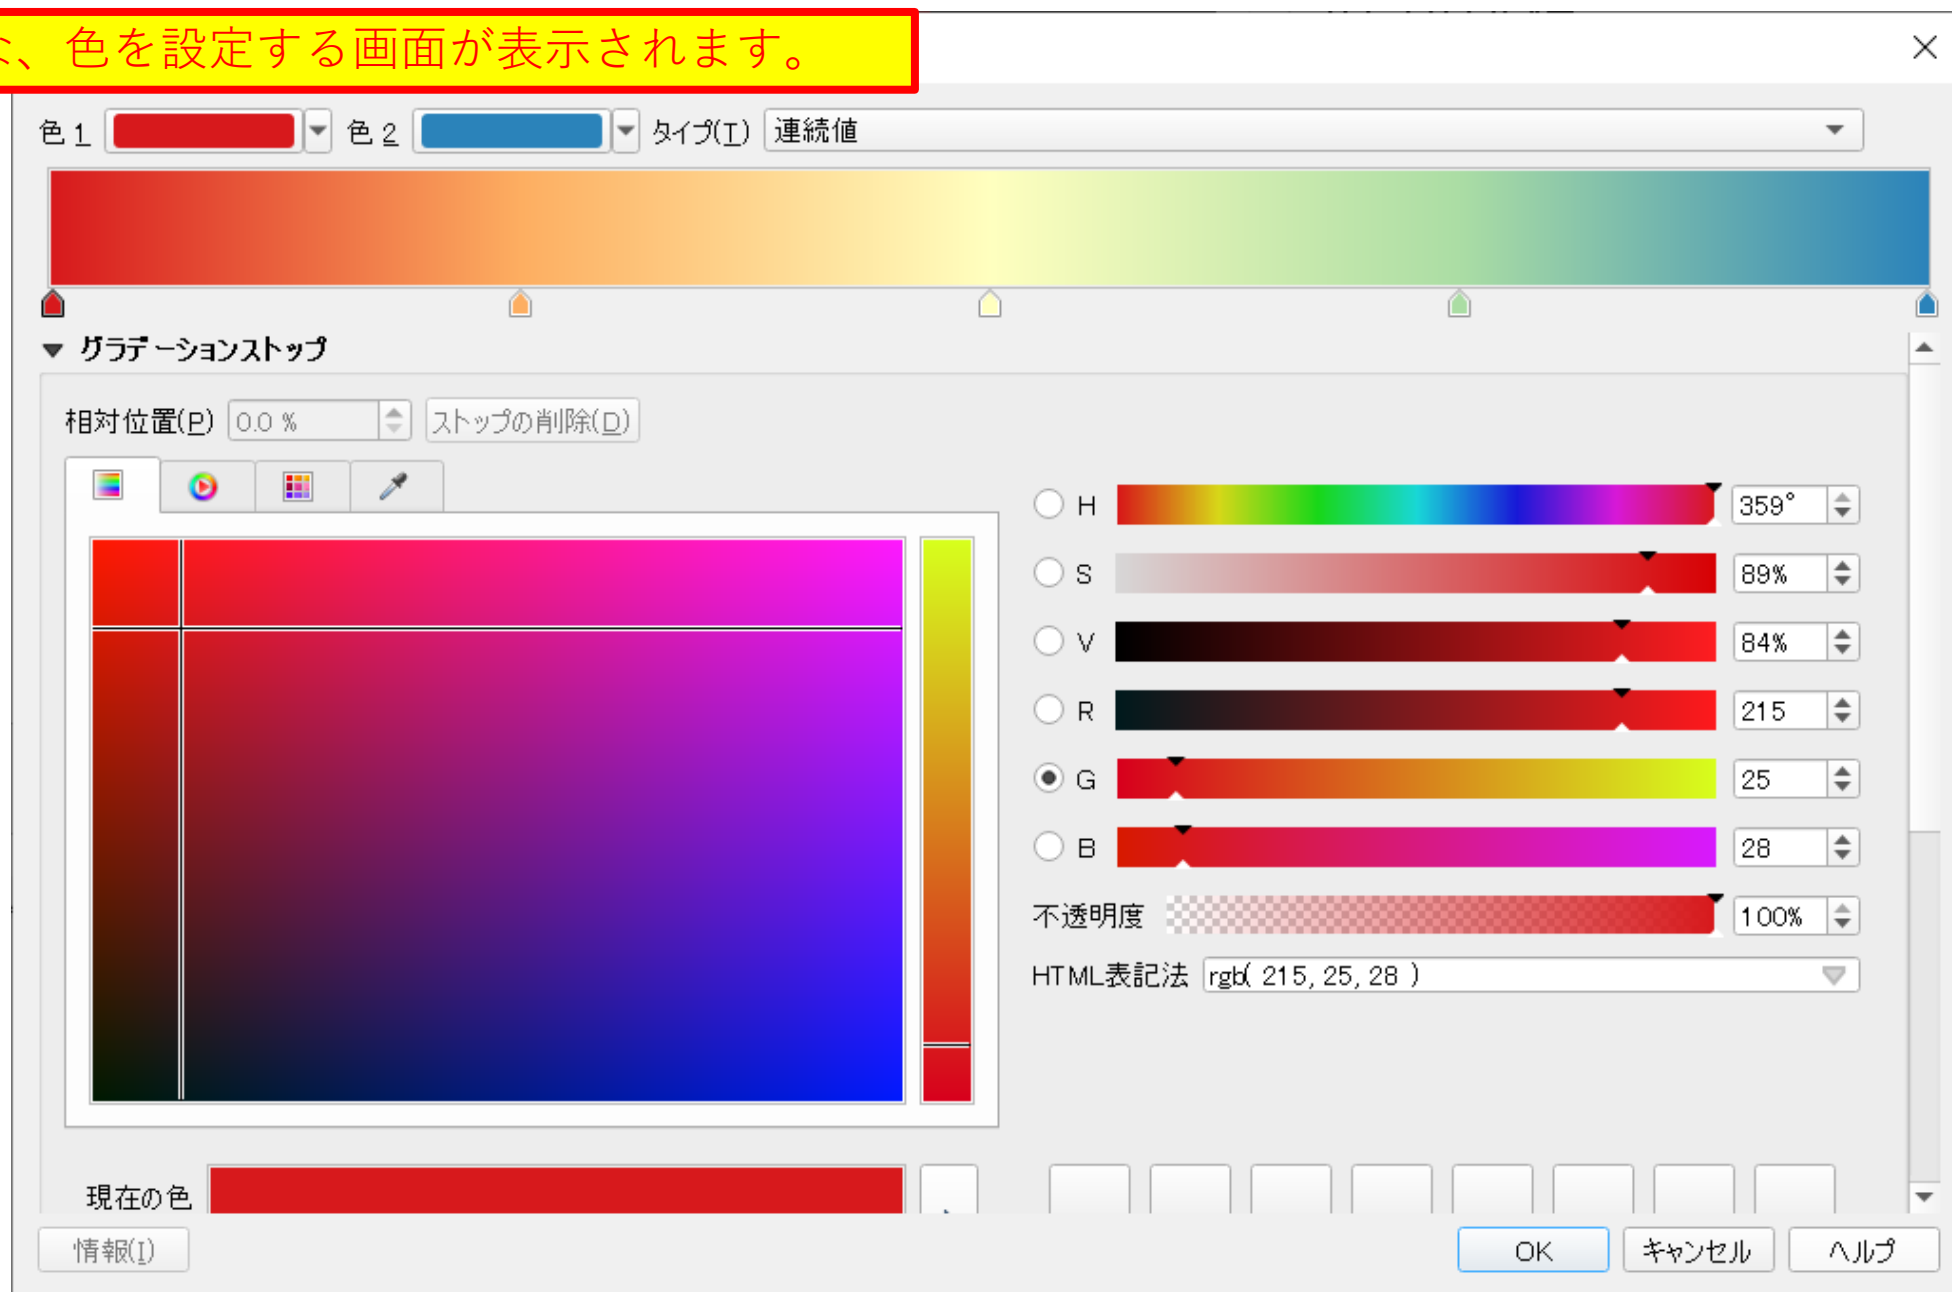 、色を設定する画面が表示されます。
色 1 色 2 タイプ(T) 連続値
グラデーションストップ
相対位置(P) 0.0 % ストップの削除(D)
H 359°
S 89%
V 84%
R 215
G 25
B 28
不透明度 100%
HTML表記法 rgb( 215, 25, 28 )
現在の色
情報(I) OK キャンセル ヘルプ